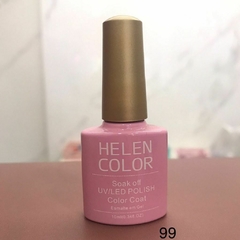 HELEN
COLOR
Soak off
UV/LED POLISH
Color Coat
99